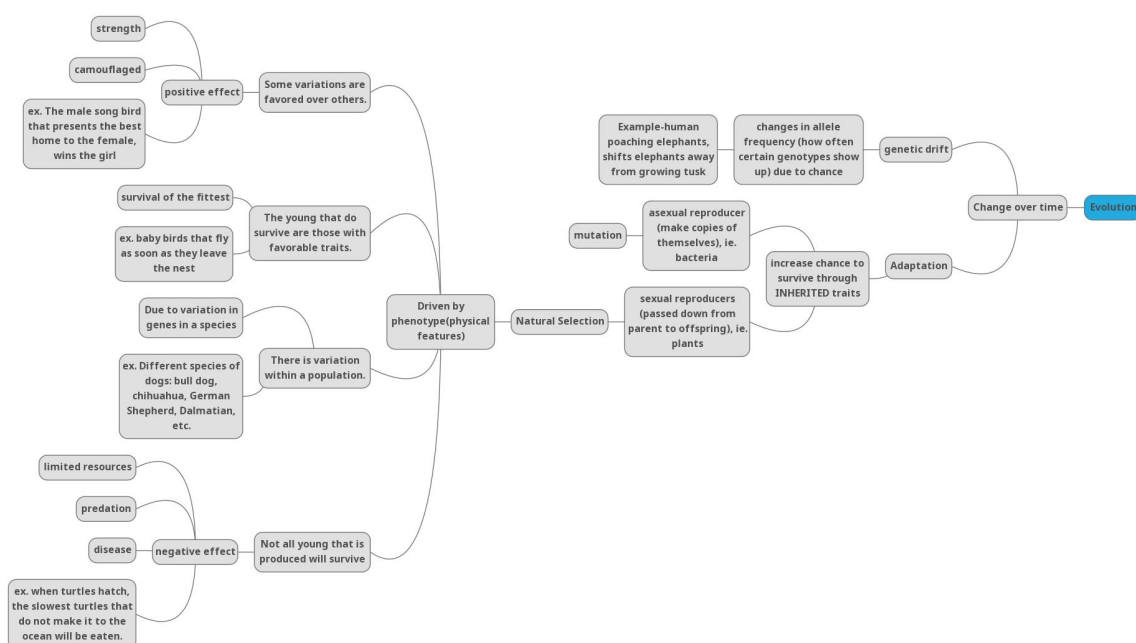 strength
camouflaged
ex. The male song bird
that presents the best
home to the female,
wins the girl
positive effect
Some variations are
favored over others.
survival of the fittest
ex. baby birds that fly
as soon as they leave
the nest
The young that do
survive are those with
favorable traits.
Due to variation in
genes in a species
ex. Different species of
dogs: bull dog,
chihuahua, German
Shepherd, Dalmatian,
etc.
There is variation
within a population.
limited resources
predation
disease
ex. when turtles hatch,
the slowest turtles that
do not make it to the
ocean will be eaten.
negative effect
Not all young that is
produced will survive
Driven by
phenotype(physical
features)
Natural Selection
Example-human
poaching elephants,
shifts elephants away
from growing tusk
changes in allele
frequency (how often
certain genotypes show
up) due to chance
genetic drift
mutation
asexual reproducer
(make copies of
themselves), ie.
bacteria
sexual reproducers
(passed down from
parent to offspring), ie.
plants
increase chance to
survive through
INHERITED traits
Adaptation
Change over time
Evolution